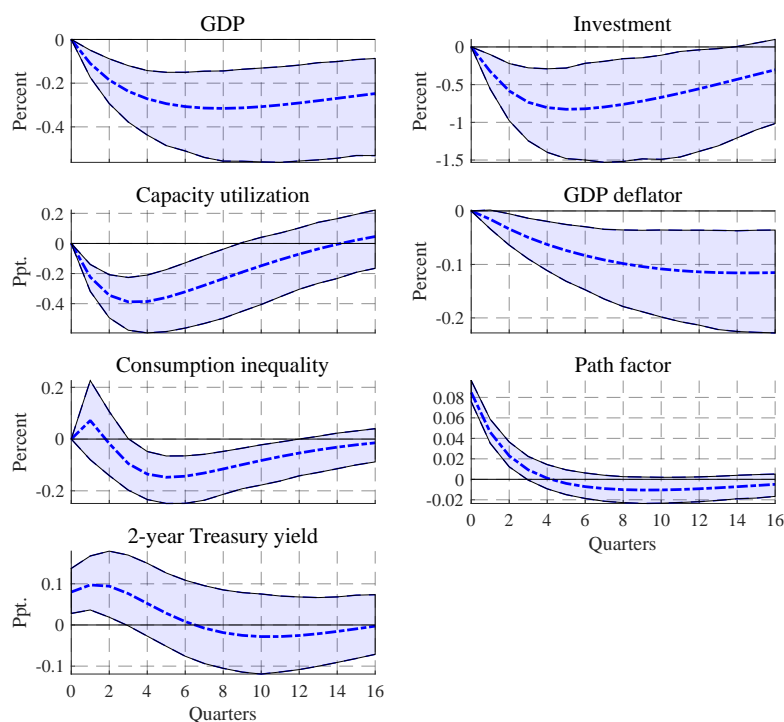 GDP
Percent
0
-0.2
-0.4
Investment
Percent
0
-0.5
-1
-1.5
Capacity utilization
Ppt.
0.2
0
-0.2
-0.4
GDP deflator
Percent
0
-0.1
-0.2
Consumption inequality
Percent
0.2
0
-0.2
Path factor
0.08
0.06
0.04
0.02
0
-0.02
0 2 4 6 8 10 12 14 16
Quarters
2-year Treasury yield
Ppt.
0.1
0
-0.1
0 2 4 6 8 10 12 14 16
Quarters